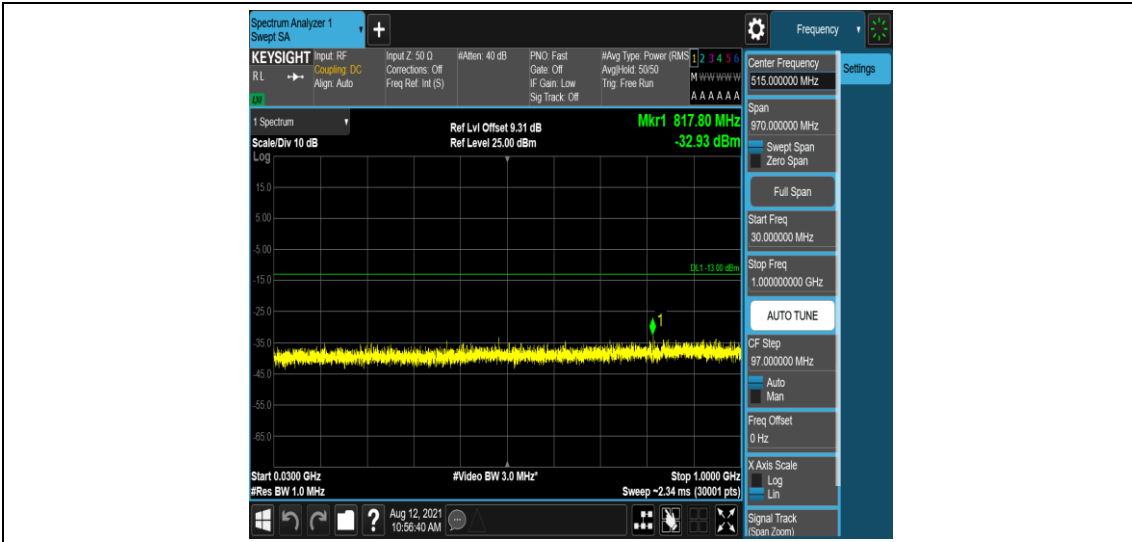 Spectrum Analyzer 1
Swept SA
+
Frequency
KEYSIGHT
RL
LXI
Input: RF
Coupling: DC
Align: Auto
Input Z: 50 Ω
Corrections: Off
Freq Ref: Int (S)
#Atten: 40 dB
PNO: Fast
Gate: Off
IF Gain: Low
Sig Track: Off
#Avg Type: Power (RMS
Avg|Hold: 50/50
Trig: Free Run
1 2 3 4 5 6
M W W W W W
A A A A A A
1 Spectrum
Scale/Div 10 dB
Log
Ref Lvl Offset 9.31 dB
Ref Level 25.00 dBm
Mkr1 817.80 MHz
-32.93 dBm
15.0
5.00
-5.00
DL1 -13.00 dBm
-15.0
-25.0
1
-35.0
-45.0
-55.0
-65.0
Start 0.0300 GHz
#Res BW 1.0 MHz
#Video BW 3.0 MHz*
Stop 1.0000 GHz
Sweep ~2.34 ms (30001 pts)
Center Frequency
515.000000 MHz
Settings
Span
970.000000 MHz
Swept Span
Zero Span
Full Span
Start Freq
30.000000 MHz
Stop Freq
1.000000000 GHz
AUTO TUNE
CF Step
97.000000 MHz
Auto
Man
Freq Offset
0 Hz
X Axis Scale
Log
Lin
Signal Track
(Span Zoom)
?
Aug 12, 2021
10:56:40 AM